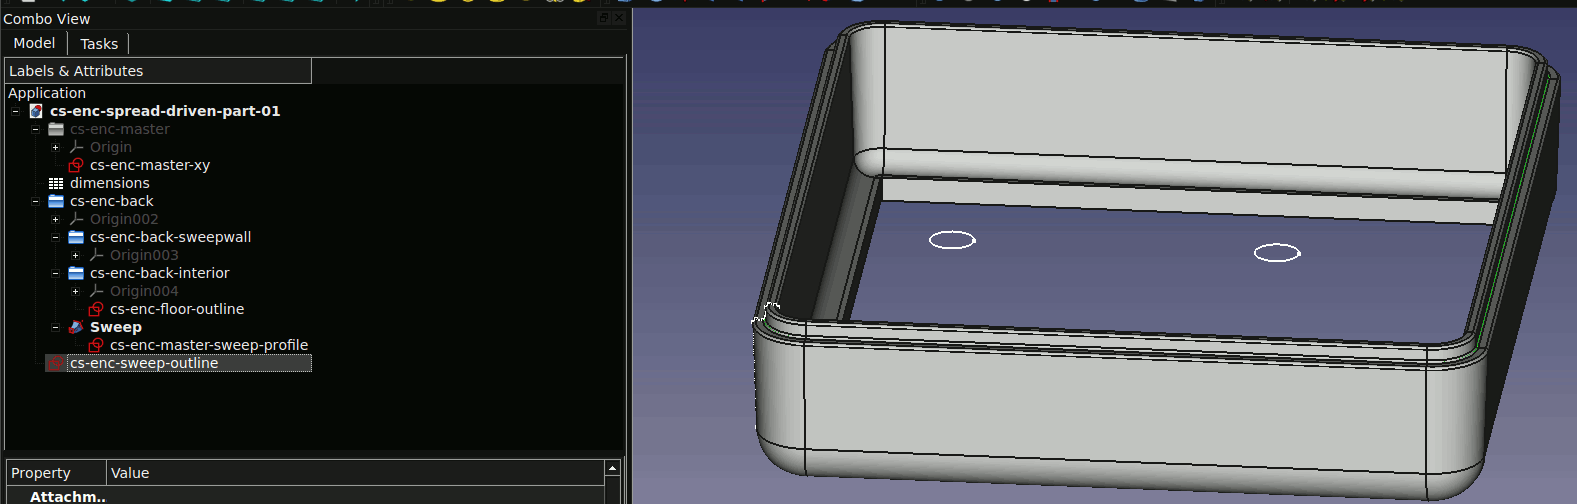 Combo View
Model Tasks
Labels & Attributes
Application
cs-enc-spread-driven-part-01
cs-enc-master
Origin
cs-enc-master-xy
dimensions
cs-enc-back
Origin002
cs-enc-back-sweepwall
Origin003
cs-enc-back-interior
Origin004
cs-enc-floor-outline
Sweep
cs-enc-master-sweep-profile
cs-enc-sweep-outline
Property Value
Attachm..